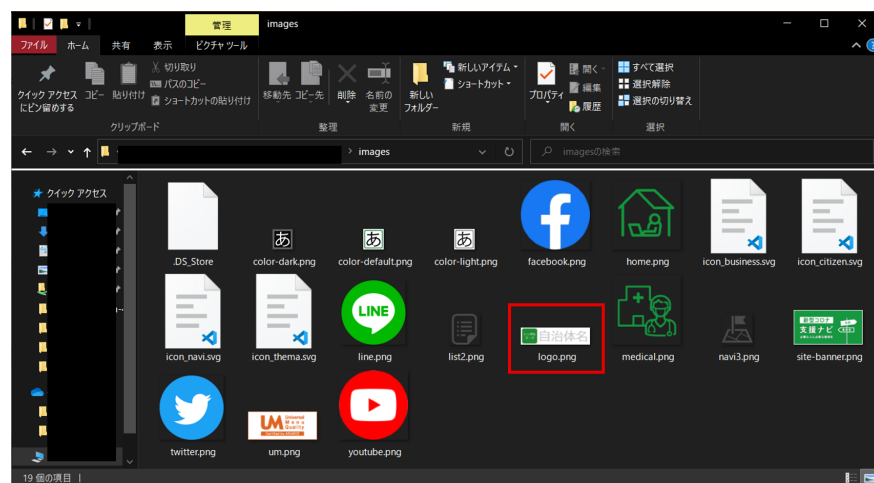 管理 images
ファイル ホーム 共有 表示 ピクチャ ツール
クイック アクセス
にピン留めする
コピー
貼り付け
切り取り
パスのコピー
ショートカットの貼り付け
クリップボード
移動先
コピー先
削除
名前の
変更
整理
新しい
フォルダー
新しいアイテム
ショートカット
新規
プロパティ
開く
編集
履歴
開く
すべて選択
選択解除
選択の切り替え
選択
images
imagesの検索
クイック アクセス
あ あ あ
.DS_Store color-dark.png color-default.png color-light.png facebook.png home.png icon_business.svg icon_citizen.svg
LINE
自治体名
新型コロナ
支援ナビ
icon_navi.svg icon_thema.svg line.png list2.png logo.png medical.png navi3.png site-banner.png
UM Universal
Menu
Quality
twitter.png um.png youtube.png
19 個の項目